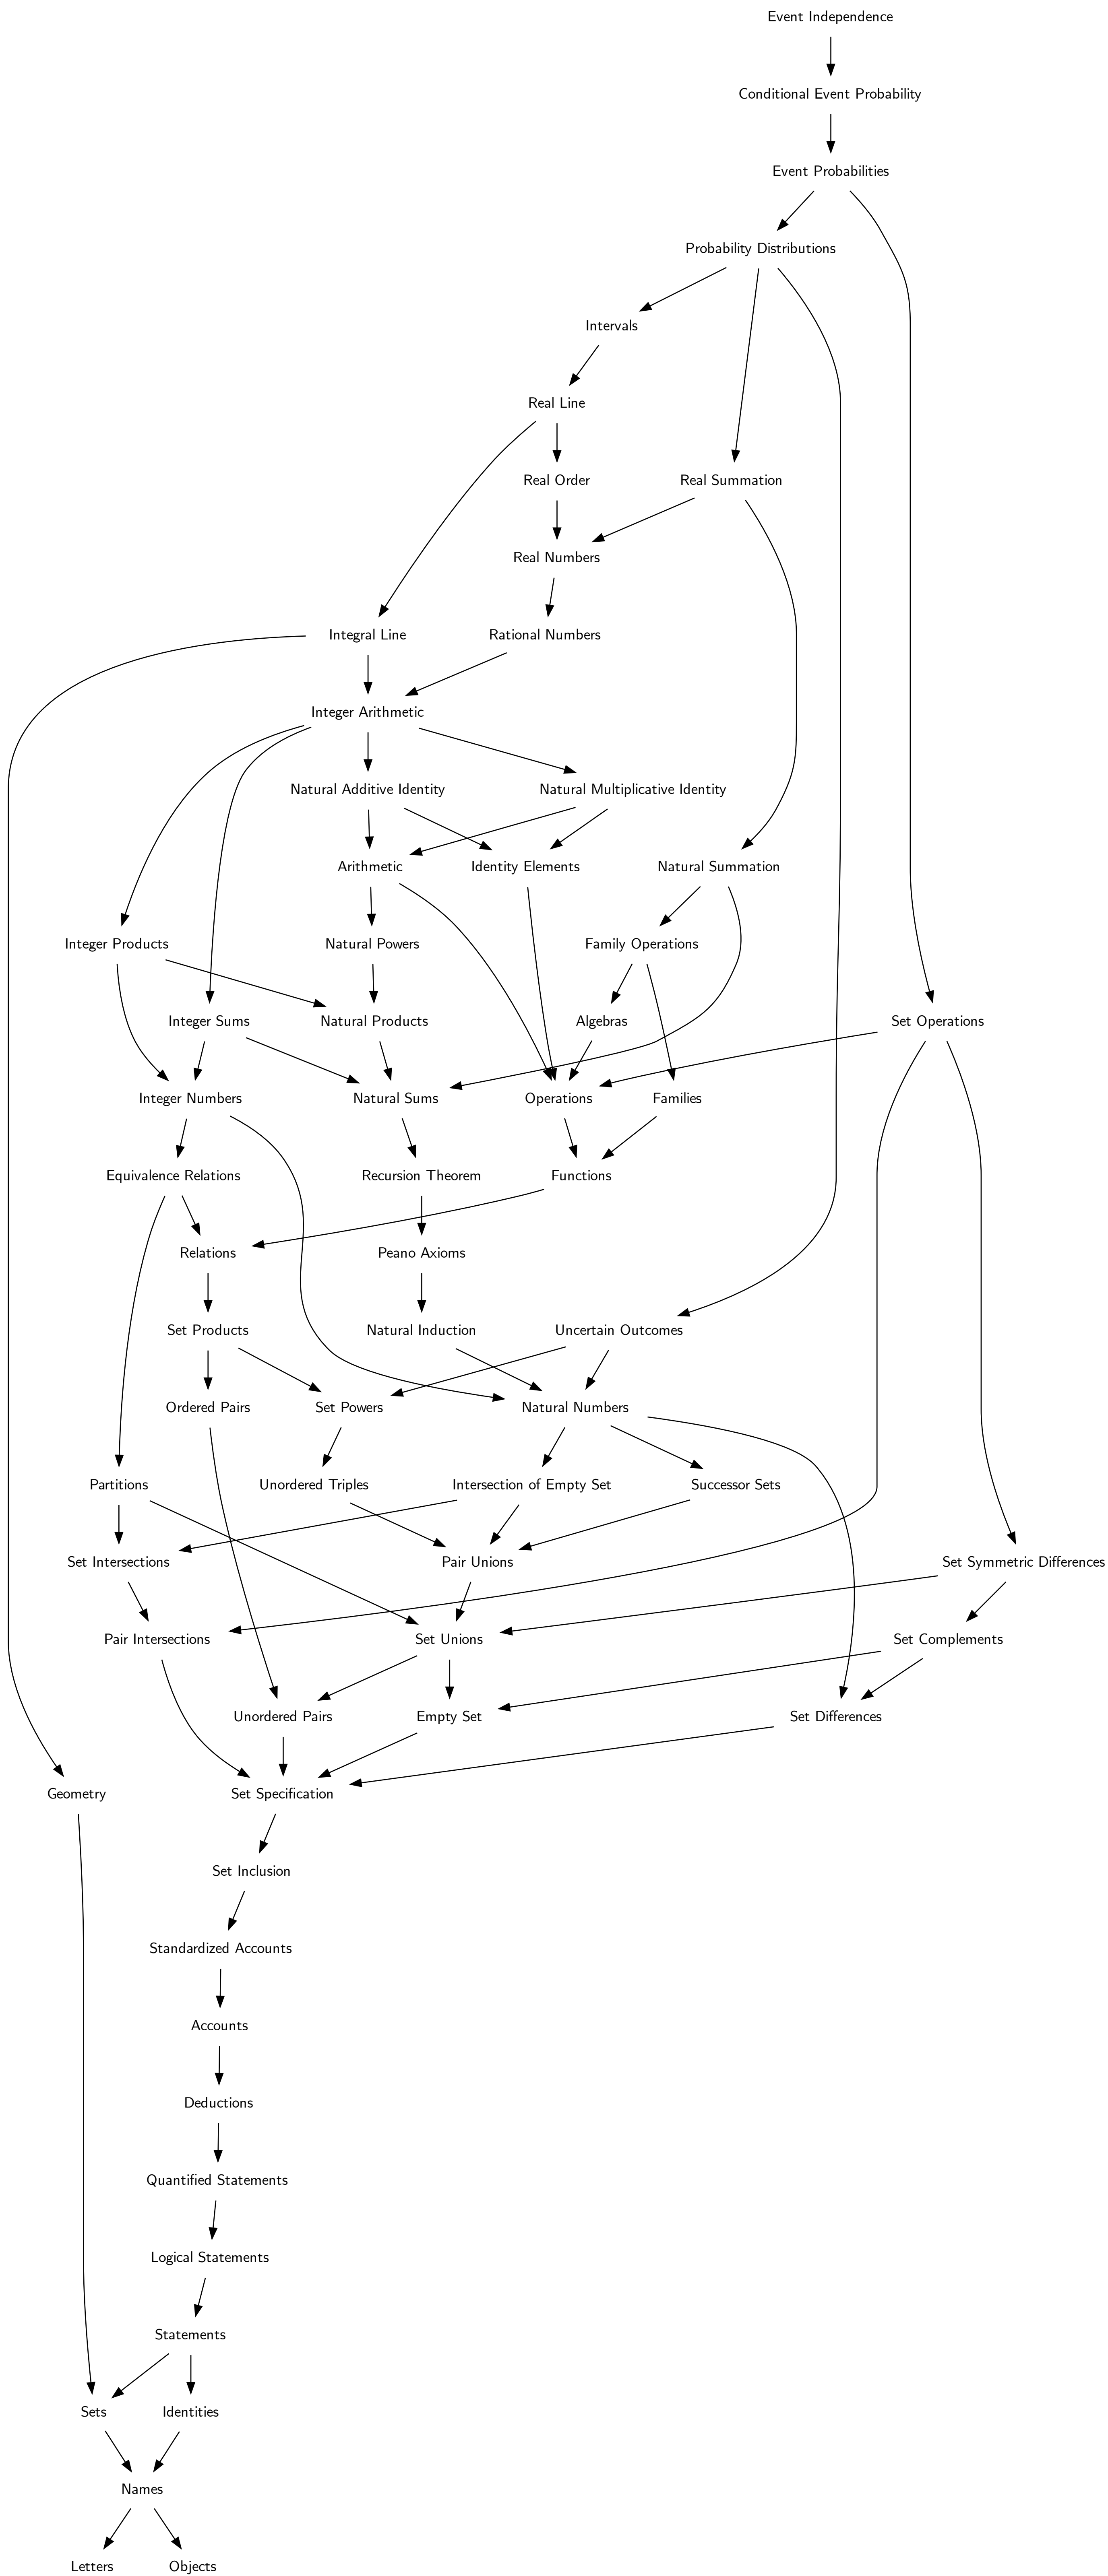 Event Independence
Conditional Event Probability
Event Probabilities
Probability Distributions
Intervals
Real Line
Real Order
Real Summation
Real Numbers
Integral Line
Rational Numbers
Integer Arithmetic
Natural Additive Identity
Natural Multiplicative Identity
Arithmetic
Identity Elements
Natural Summation
Integer Products
Natural Powers
Family Operations
Integer Sums
Natural Products
Algebras
Set Operations
Integer Numbers
Natural Sums
Operations
Families
Equivalence Relations
Recursion Theorem
Functions
Relations
Peano Axioms
Set Products
Natural Induction
Uncertain Outcomes
Ordered Pairs
Set Powers
Natural Numbers
Partitions
Unordered Triples
Intersection of Empty Set
Successor Sets
Set Intersections
Pair Unions
Set Symmetric Differences
Pair Intersections
Set Unions
Set Complements
Unordered Pairs
Empty Set
Set Differences
Geometry
Set Specification
Set Inclusion
Standardized Accounts
Accounts
Deductions
Quantified Statements
Logical Statements
Statements
Sets
Identities
Names
Letters
Objects